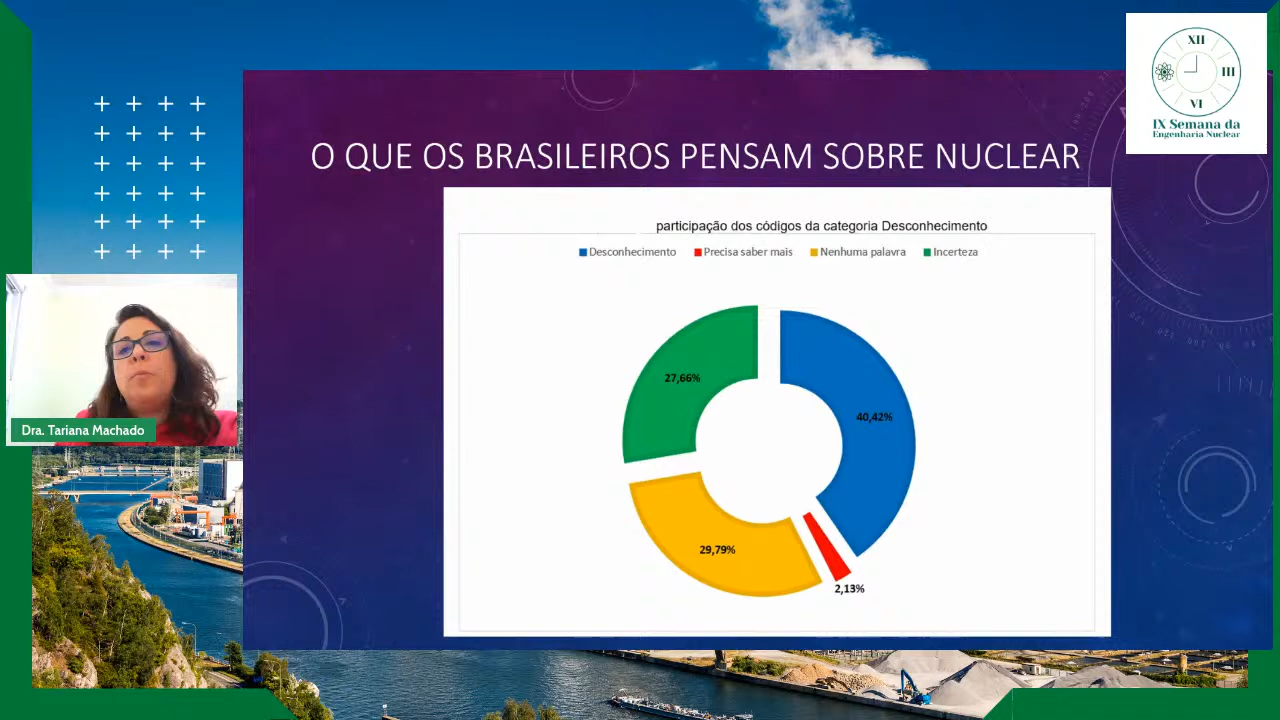 XII
III
VI
IX Semana da
Engenharia Nuclear
O QUE OS BRASILEIROS PENSAM SOBRE NUCLEAR
participação dos códigos da categoria Desconhecimento
Desconhecimento Precisa saber mais Nenhuma palavra Incerteza
27,66%
40,42%
29,79%
2,13%
Dra. Tariana Machado